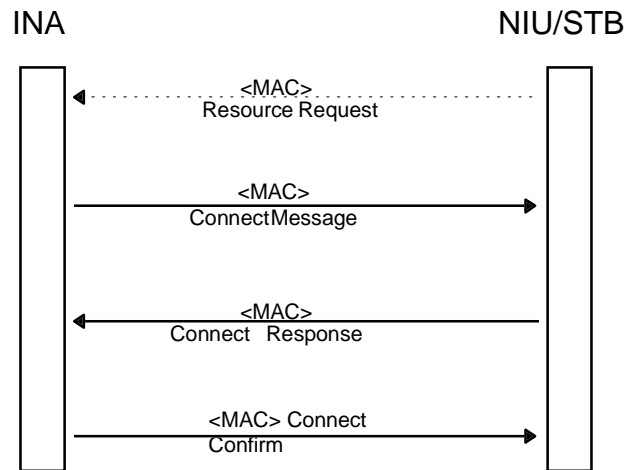 INA NIU/STB
<MAC>
Resource Request
<MAC>
ConnectMessage
<MAC>
Connect Response
<MAC> Connect
Confirm